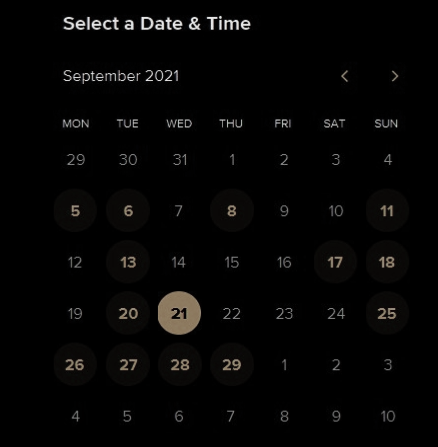 Select a Date & Time
September 2021
MON TUE WED THU FRI SAT SUN
29 30 31 1 2 3 4
5 6 7 8 9 10 11
12 13 14 15 16 17 18
19 20 21 22 23 24 25
26 27 28 29 1 2 3
4 5 6 7 8 9 10